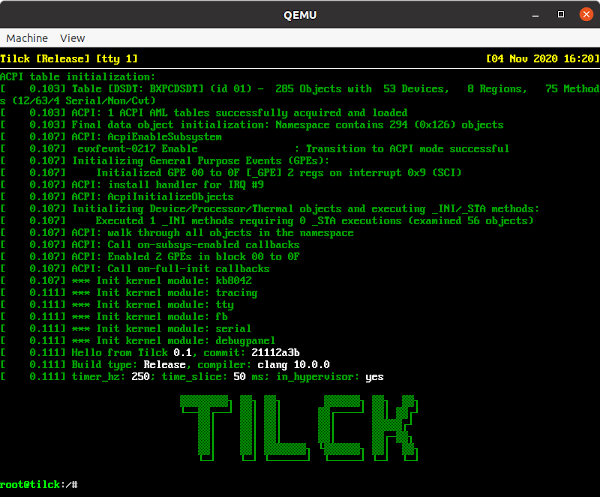 QEMU
Machine View
Tilck [Release] [tty 1] [04 Nov 2020 16:20]
ACPI table initialization:
[    0.103] Table [DSDT: BXPCDSDT] (id 01) -  285 Objects with  53 Devices,   8 Regions,   75 Method
s (12/63/4 Serial/Non/Cvt)
[    0.103] ACPI: 1 ACPI AML tables successfully acquired and loaded
[    0.103] Final data object initialization: Namespace contains 294 (0x126) objects
[    0.107] ACPI: AcpiEnableSubsystem
[    0.107]  evxfevnt-0217 Enable                : Transition to ACPI mode successful
[    0.107] Initializing General Purpose Events (GPEs):
[    0.107]     Initialized GPE 00 to 0F [_GPE] 2 regs on interrupt 0x9 (SCI)
[    0.107] ACPI: install handler for IRQ #9
[    0.107] ACPI: AcpiInitializeObjects
[    0.107] Initializing Device/Processor/Thermal objects and executing _INI/_STA methods:
[    0.107]     Executed 1 _INI methods requiring 0 _STA executions (examined 56 objects)
[    0.107] ACPI: walk through all objects in the namespace
[    0.107] ACPI: Call on-subsys-enabled callbacks
[    0.107] ACPI: Enabled 2 GPEs in block 00 to 0F
[    0.107] ACPI: Call on-full-init callbacks
[    0.107] *** Init kernel module: kb8042
[    0.111] *** Init kernel module: tracing
[    0.111] *** Init kernel module: tty
[    0.111] *** Init kernel module: fb
[    0.111] *** Init kernel module: serial
[    0.111] *** Init kernel module: debugpanel
[    0.111] Hello from Tilck 0.1, commit: 21112a3b
[    0.111] Build type: Release, compiler: clang 10.0.0
[    0.111] timer_hz: 250; time_slice: 50 ms; in_hypervisor: yes
TILCK
root@tilck:/#